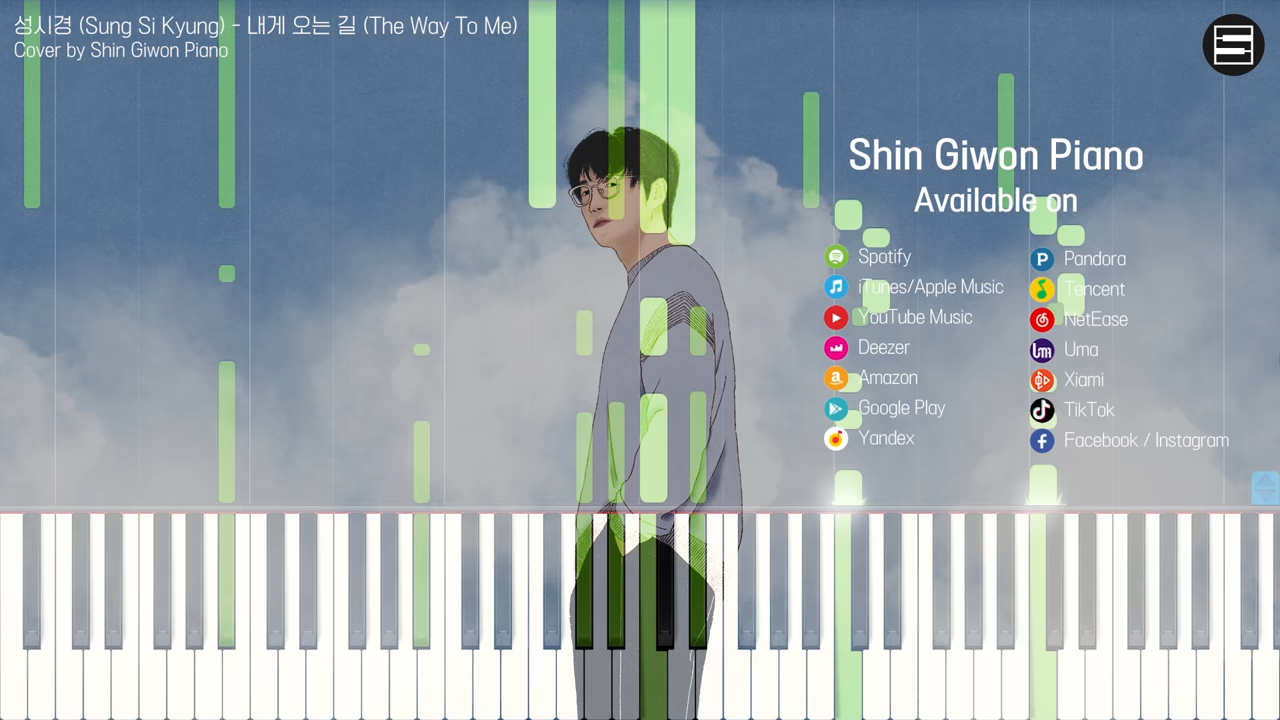 성시경 (Sung Si Kyung) - 내게 오는 길 (The Way To Me)
Cover by Shin Giwon Piano
Shin Giwon Piano
Available on
Spotify
iTunes/Apple Music
YouTube Music
Deezer
Amazon
Google Play
Yandex
Pandora
Tencent
NetEase
Uma
Xiami
TikTok
Facebook / Instagram